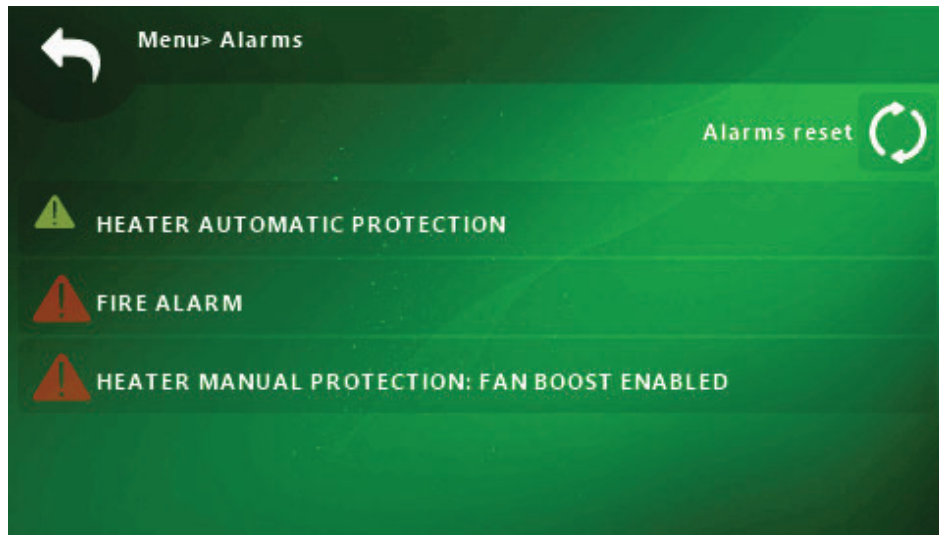 Menu> Alarms
Alarms reset
HEATER AUTOMATIC PROTECTION
FIRE ALARM
HEATER MANUAL PROTECTION: FAN BOOST ENABLED